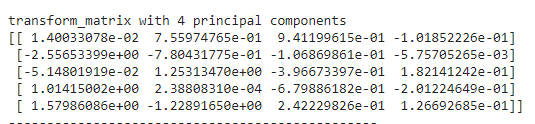 transform_matrix with 4 principal components
[[ 1.40033078e-02  7.55974765e-01  9.41199615e-01 -1.01852226e-01]
 [-2.55653399e+00 -7.80431775e-01 -1.06869861e-01 -5.75705265e-03]
 [-5.14801919e-02  1.25313470e+00 -3.96673397e-01  1.82141242e-01]
 [ 1.01415002e+00  2.38808310e-04 -6.79886182e-01 -2.01224649e-01]
 [ 1.57986086e+00 -1.22891650e+00  2.42229826e-01  1.26692685e-01]]
------------------------------------------------